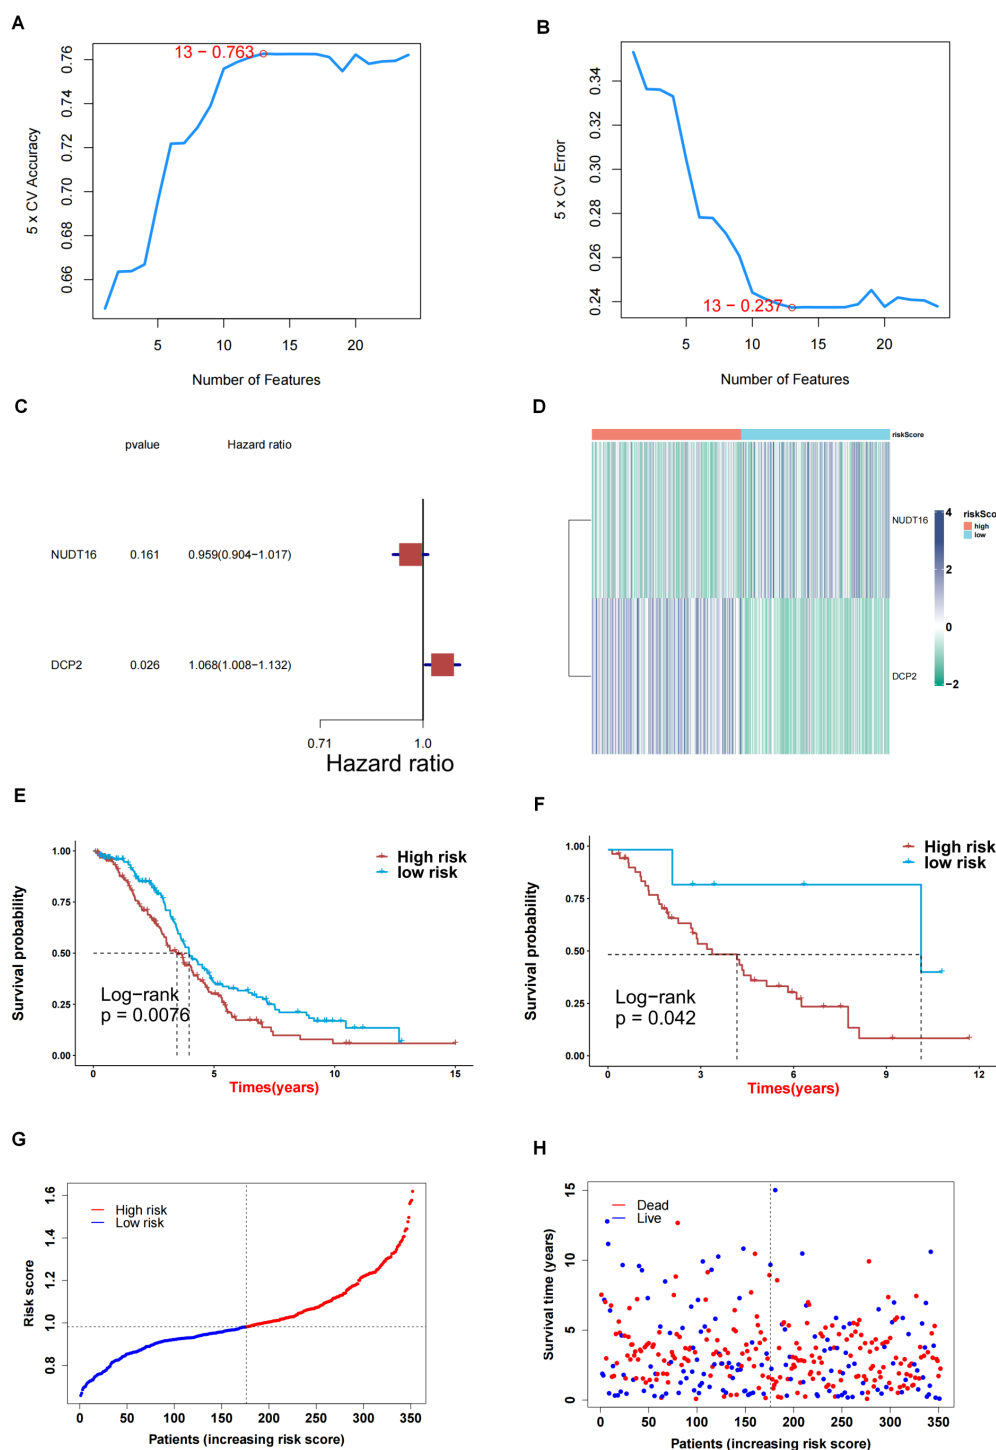 A
5 x CV Accuracy
0.66 0.68 0.70 0.72 0.74 0.76
13 − 0.763
5 10 15 20
Number of Features
B
5 x CV Error
0.24 0.26 0.28 0.30 0.32 0.34
13 − 0.237
5 10 15 20
Number of Features
C
pvalue Hazard ratio
NUDT16 0.161 0.959(0.904−1.017)
DCP2 0.026 1.068(1.008−1.132)
0.71 1.0
Hazard ratio
D
riskScore
NUDT16
DCP2
4
2
0
−2
riskSco
high
low
E
Survival probability
1.00
0.75
0.50
0.25
0.00
High risk
low risk
Log−rank
p = 0.0076
0 5 10 15
Times(years)
F
Survival probability
1.00
0.75
0.50
0.25
0.00
High risk
low risk
Log−rank
p = 0.042
0 3 6 9 12
Times(years)
G
Risk score
0.8 1.0 1.2 1.4 1.6
High risk
Low risk
0 50 100 150 200 250 300 350
Patients (increasing risk score)
H
Survival time (years)
0 5 10 15
Dead
Live
0 50 100 150 200 250 300 350
Patients (increasing risk score)